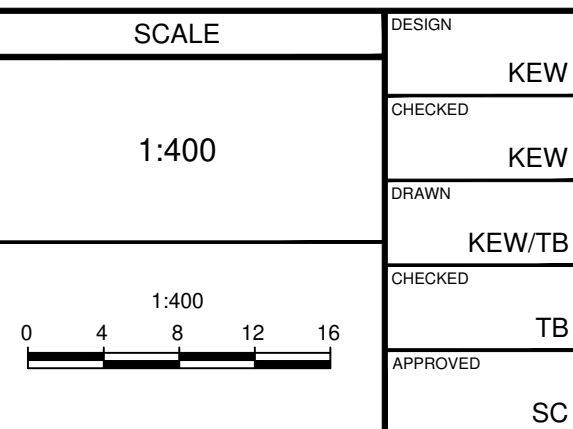 SCALE
1:400
1:400
0 4 8 12 16
DESIGN
KEW
CHECKED
KEW
DRAWN
KEW/TB
CHECKED
TB
APPROVED
SC